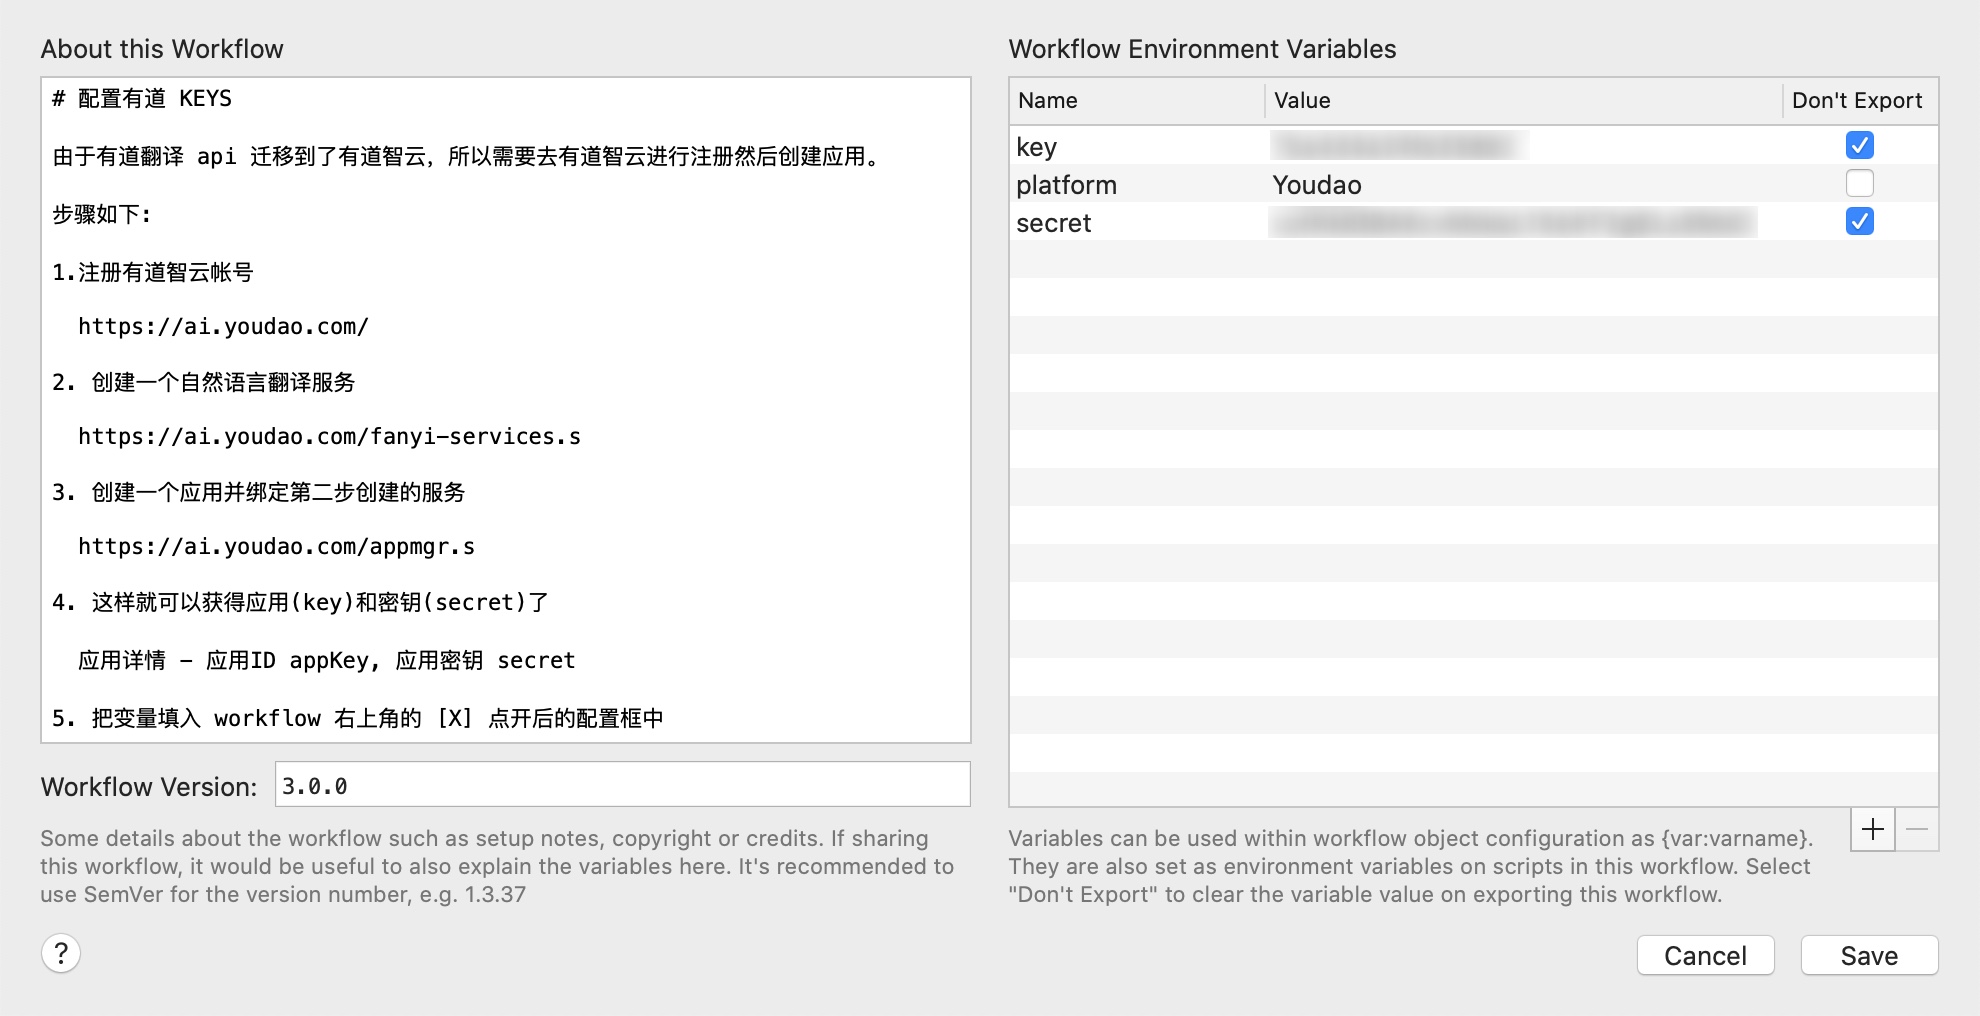 About this Workflow
# 配置有道 KEYS
由于有道翻译 api 迁移到了有道智云，所以需要去有道智云进行注册然后创建应用。
步骤如下：
1.注册有道智云帐号
https://ai.youdao.com/
2. 创建一个自然语言翻译服务
https://ai.youdao.com/fanyi-services.s
3. 创建一个应用并绑定第二步创建的服务
https://ai.youdao.com/appmgr.s
4. 这样就可以获得应用(key)和密钥(secret)了
应用详情 – 应用ID appKey, 应用密钥 secret
5. 把变量填入 workflow 右上角的 [X] 点开后的配置框中
Workflow Version: 3.0.0
Some details about the workflow such as setup notes, copyright or credits. If sharing
this workflow, it would be useful to also explain the variables here. It's recommended to
use SemVer for the version number, e.g. 1.3.37
?
Workflow Environment Variables
Name Value Don't Export
key
platform Youdao
secret
Variables can be used within workflow object configuration as {var:varname}.
They are also set as environment variables on scripts in this workflow. Select
"Don't Export" to clear the variable value on exporting this workflow.
Cancel Save